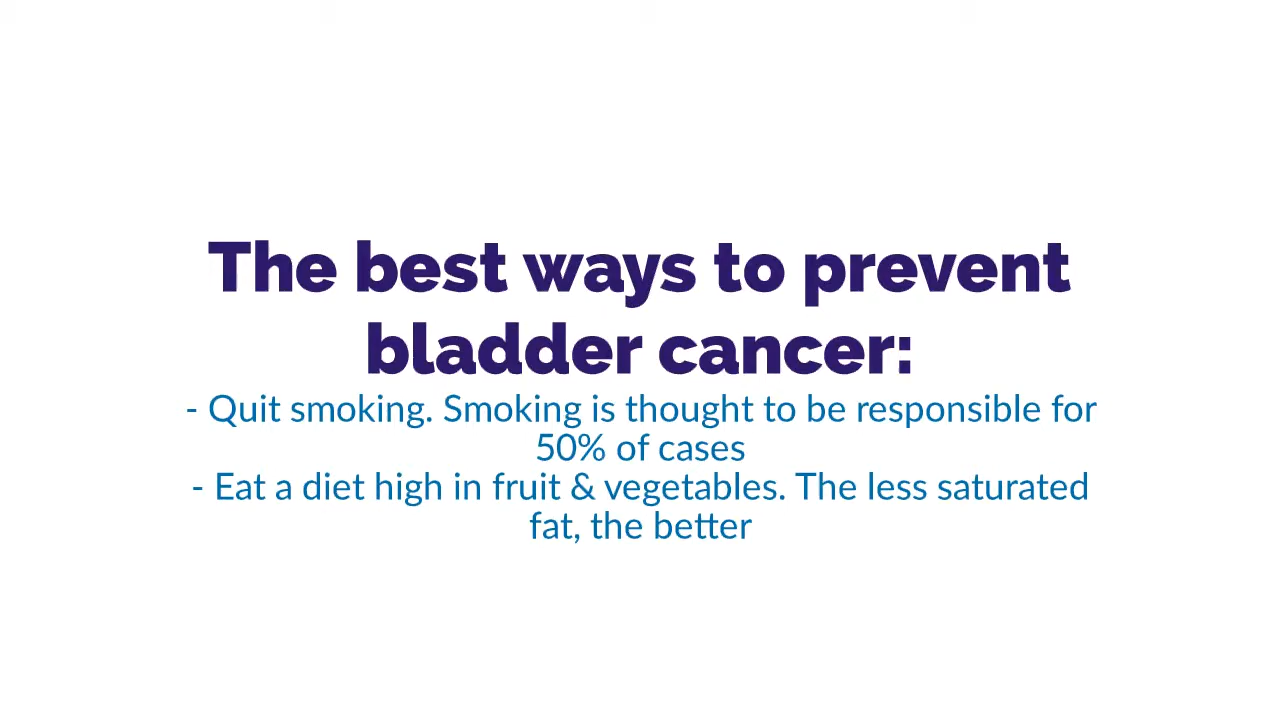 The best ways to prevent
bladder cancer:
- Quit smoking. Smoking is thought to be responsible for
50% of cases
- Eat a diet high in fruit & vegetables. The less saturated
fat, the better